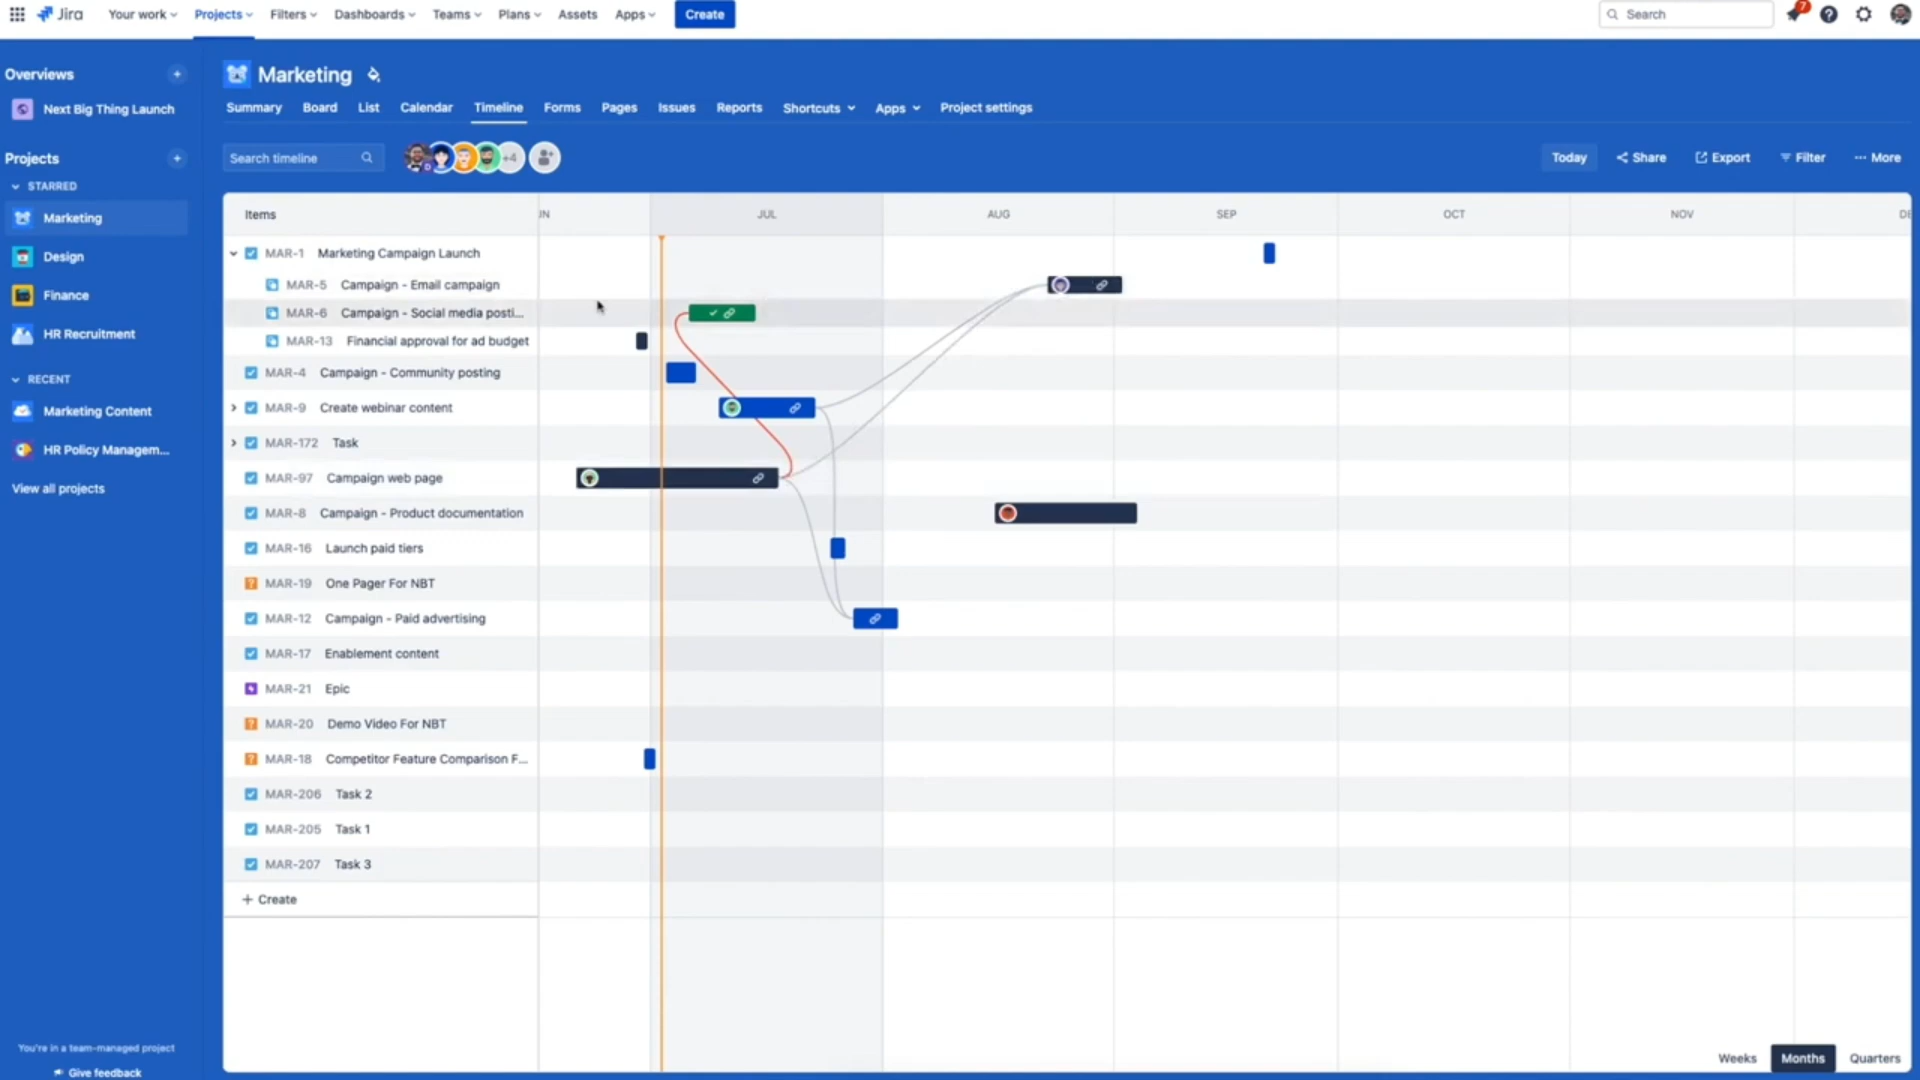 Jira
Your work
Projects
Filters
Dashboards
Teams
Plans
Assets
Apps
Create
Search
7
Overviews
Next Big Thing Launch
Projects
STARRED
Marketing
Design
Finance
HR Recruitment
RECENT
Marketing Content
HR Policy Managem...
View all projects
You're in a team-managed project
Give feedback
Marketing
Summary
Board
List
Calendar
Timeline
Forms
Pages
Issues
Reports
Shortcuts
Apps
Project settings
Search timeline
+4
Today
Share
Export
Filter
More
Items
JUL
AUG
SEP
OCT
NOV
MAR-1 Marketing Campaign Launch
MAR-5 Campaign - Email campaign
MAR-6 Campaign - Social media posti...
MAR-13 Financial approval for ad budget
MAR-4 Campaign - Community posting
MAR-9 Create webinar content
MAR-172 Task
MAR-97 Campaign web page
MAR-8 Campaign - Product documentation
MAR-16 Launch paid tiers
MAR-19 One Pager For NBT
MAR-12 Campaign - Paid advertising
MAR-17 Enablement content
MAR-21 Epic
MAR-20 Demo Video For NBT
MAR-18 Competitor Feature Comparison F...
MAR-206 Task 2
MAR-205 Task 1
MAR-207 Task 3
+ Create
Weeks
Months
Quarters